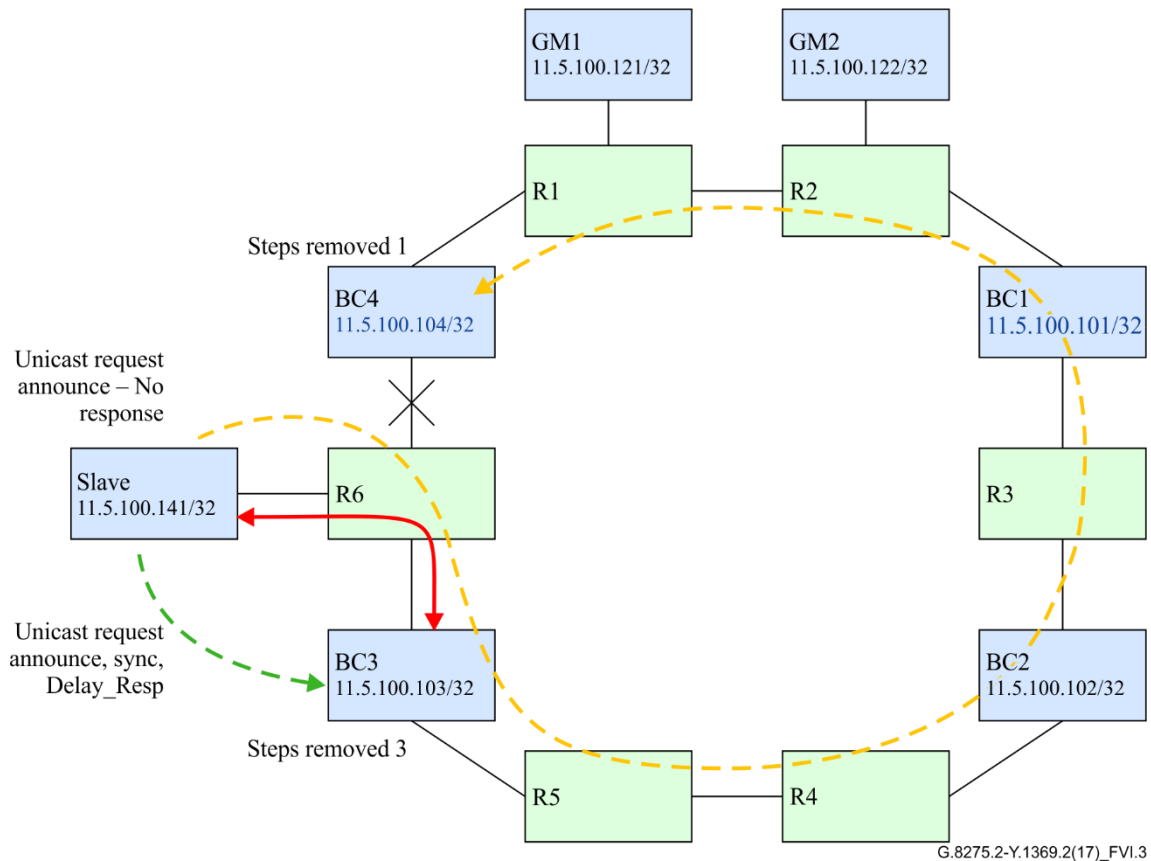 GM1
11.5.100.121/32
GM2
11.5.100.122/32
R1
R2
Steps removed 1
BC4
11.5.100.104/32
BC1
11.5.100.101/32
Unicast request
announce – No
response
Slave
11.5.100.141/32
R6
R3
Unicast request
announce, sync,
Delay_Resp
BC3
11.5.100.103/32
BC2
11.5.100.102/32
Steps removed 3
R5
R4
G.8275.2-Y.1369.2(17)_FVI.3